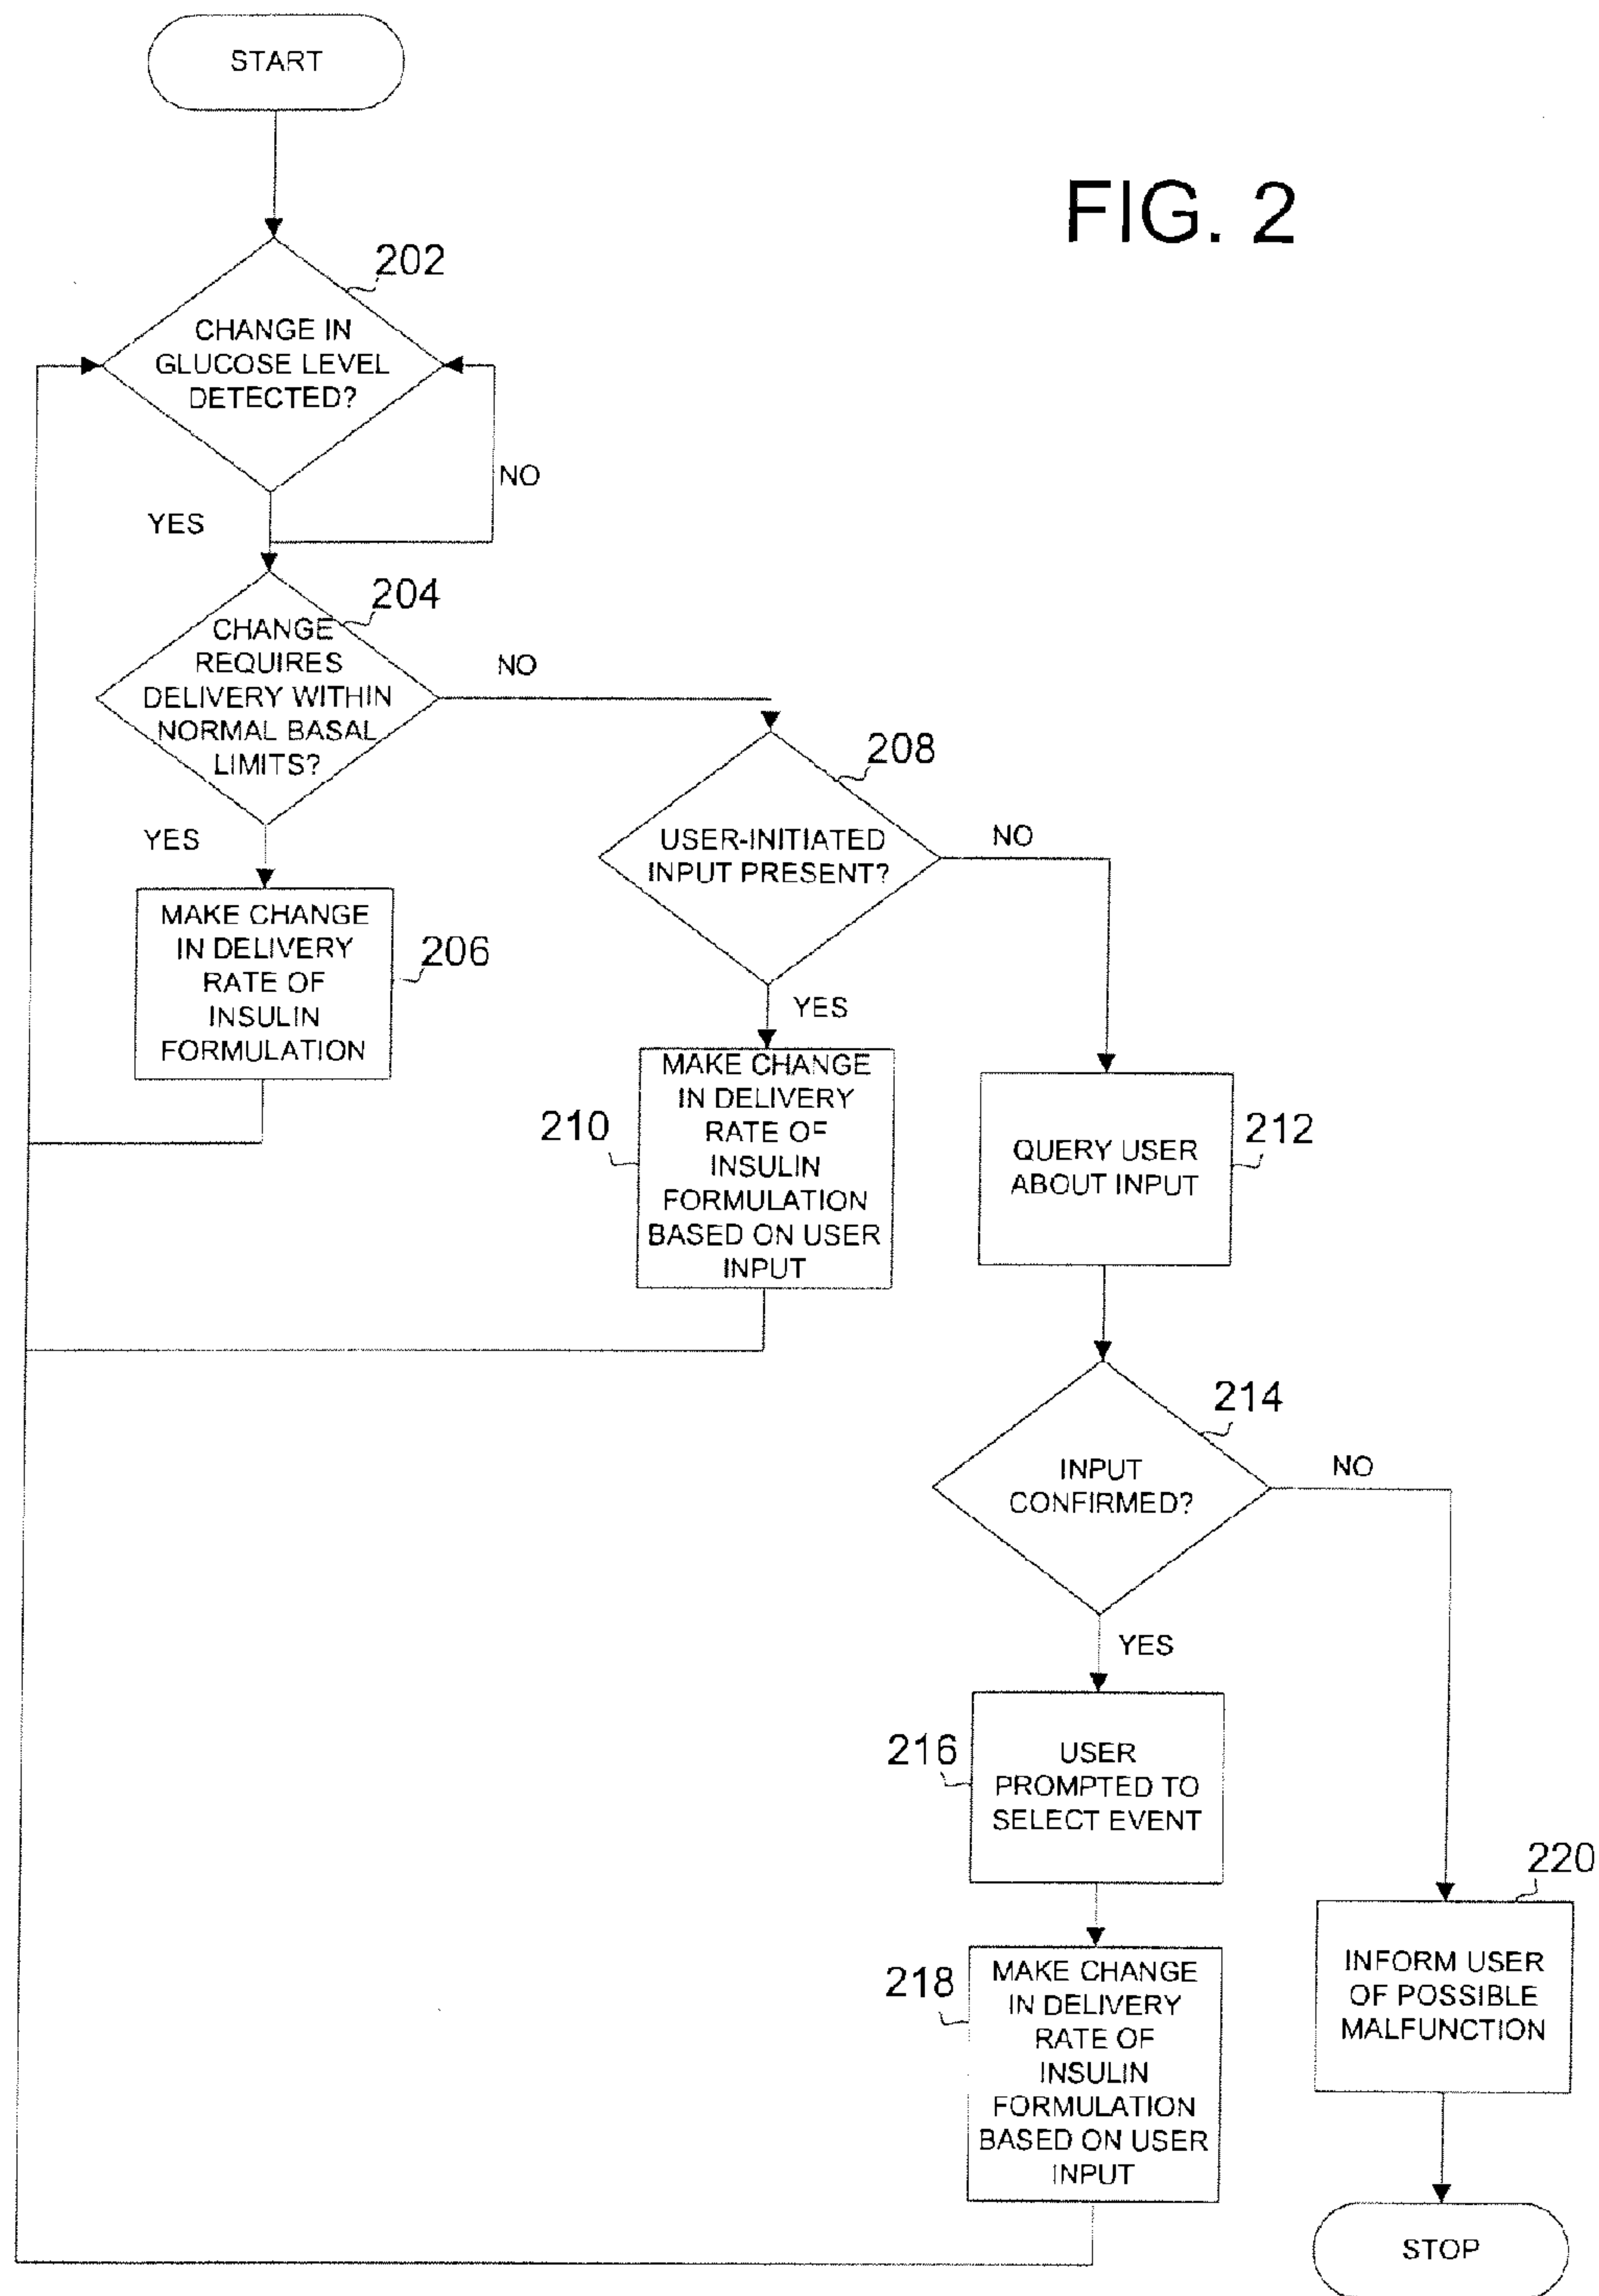 START
FIG. 2
202
CHANGE IN
GLUCOSE LEVEL
DETECTED?
NO
YES
204
CHANGE
REQUIRES
DELIVERY WITHIN
NORMAL BASAL
LIMITS?
NO
YES
208
USER-INITIATED
INPUT PRESENT?
NO
YES
MAKE CHANGE
IN DELIVERY
RATE OF
INSULIN
FORMULATION
206
210
MAKE CHANGE
IN DELIVERY
RATE OF
INSULIN
FORMULATION
BASED ON USER
INPUT
QUERY USER
ABOUT INPUT
212
214
INPUT
CONFIRMED?
NO
YES
216
USER
PROMPTED TO
SELECT EVENT
220
INFORM USER
OF POSSIBLE
MALFUNCTION
218
MAKE CHANGE
IN DELIVERY
RATE OF
INSULIN
FORMULATION
BASED ON USER
INPUT
STOP